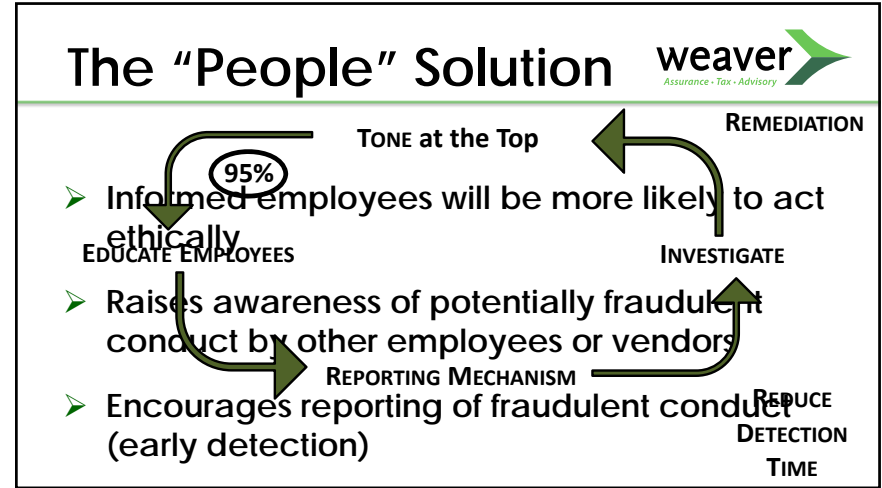 The “People” Solution
weaver
Assurance • Tax • Advisory
TONE at the Top
REMEDIATION
95%
➢ Informed employees will be more likely to act
ethically
EDUCATE EMPLOYEES
INVESTIGATE
➢ Raises awareness of potentially fraudulent
conduct by other employees or vendors
REPORTING MECHANISM
➢ Encourages reporting of fraudulent conduct
(early detection)
REDUCE
DETECTION
TIME